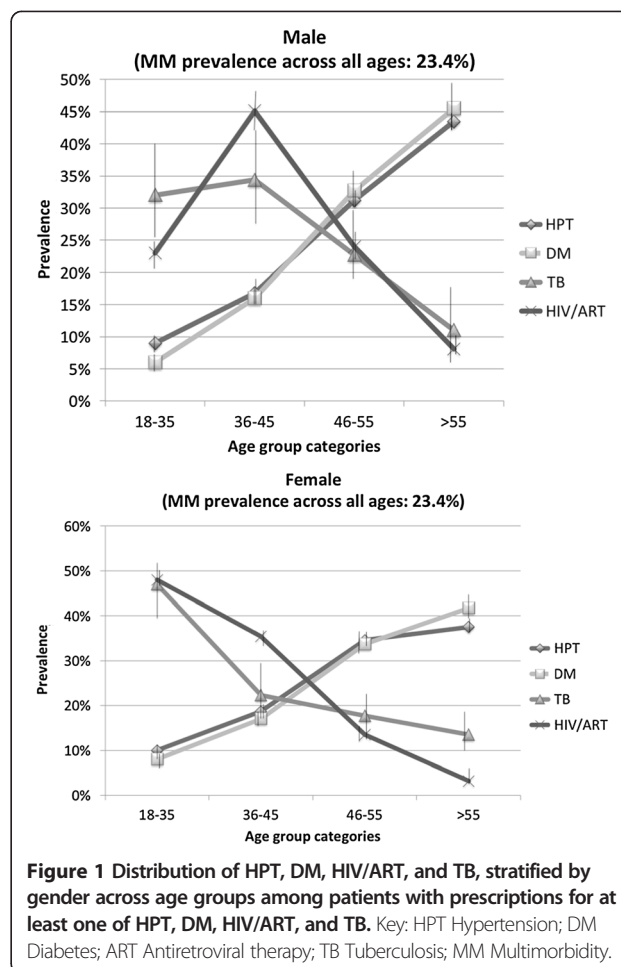 Male
(MM prevalence across all ages: 23.4%)
50%
45%
40%
35%
30%
25%
20%
15%
10%
5%
0%
Prevalence
18-35 36-45 46-55 >55
Age group categories
HPT
DM
TB
HIV/ART
Female
(MM prevalence across all ages: 23.4%)
60%
50%
40%
30%
20%
10%
0%
Prevalence
18-35 36-45 46-55 >55
Age group categories
HPT
DM
TB
HIV/ART
Figure 1 Distribution of HPT, DM, HIV/ART, and TB, stratified by
gender across age groups among patients with prescriptions for at
least one of HPT, DM, HIV/ART, and TB. Key: HPT Hypertension; DM
Diabetes; ART Antiretroviral therapy; TB Tuberculosis; MM Multimorbidity.